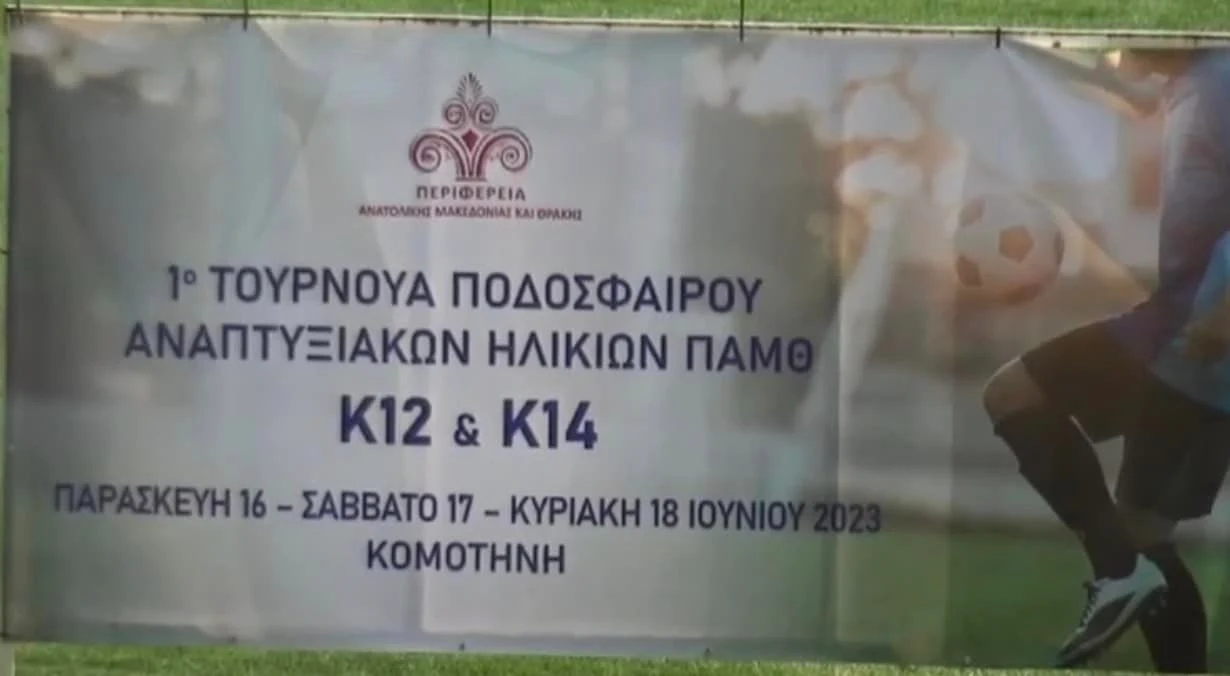 ΠΕΡΙΦΕΡΕΙΑ
ΑΝΑΤΟΛΙΚΗΣ ΜΑΚΕΔΟΝΙΑΣ ΚΑΙ ΘΡΑΚΗΣ
1ο ΤΟΥΡΝΟΥΑ ΠΟΔΟΣΦΑΙΡΟΥ
ΑΝΑΠΤΥΞΙΑΚΩΝ ΗΛΙΚΙΩΝ ΠΑΜΘ
Κ12 & Κ14
ΠΑΡΑΣΚΕΥΗ 16 – ΣΑΒΒΑΤΟ 17 – ΚΥΡΙΑΚΗ 18 ΙΟΥΝΙΟΥ 2023
ΚΟΜΟΤΗΝΗ